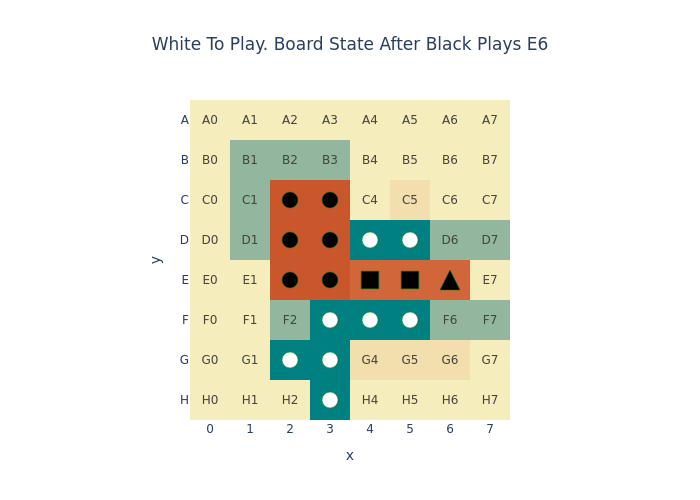 White To Play. Board State After Black Plays E6
A A0 A1 A2 A3 A4 A5 A6 A7
B B0 B1 B2 B3 B4 B5 B6 B7
C C0 C1 C4 C5 C6 C7
D D0 D1 D6 D7
E E0 E1 E7
F F0 F1 F2 F6 F7
G G0 G1 G4 G5 G6 G7
H H0 H1 H2 H4 H5 H6 H7
0 1 2 3 4 5 6 7
x
y